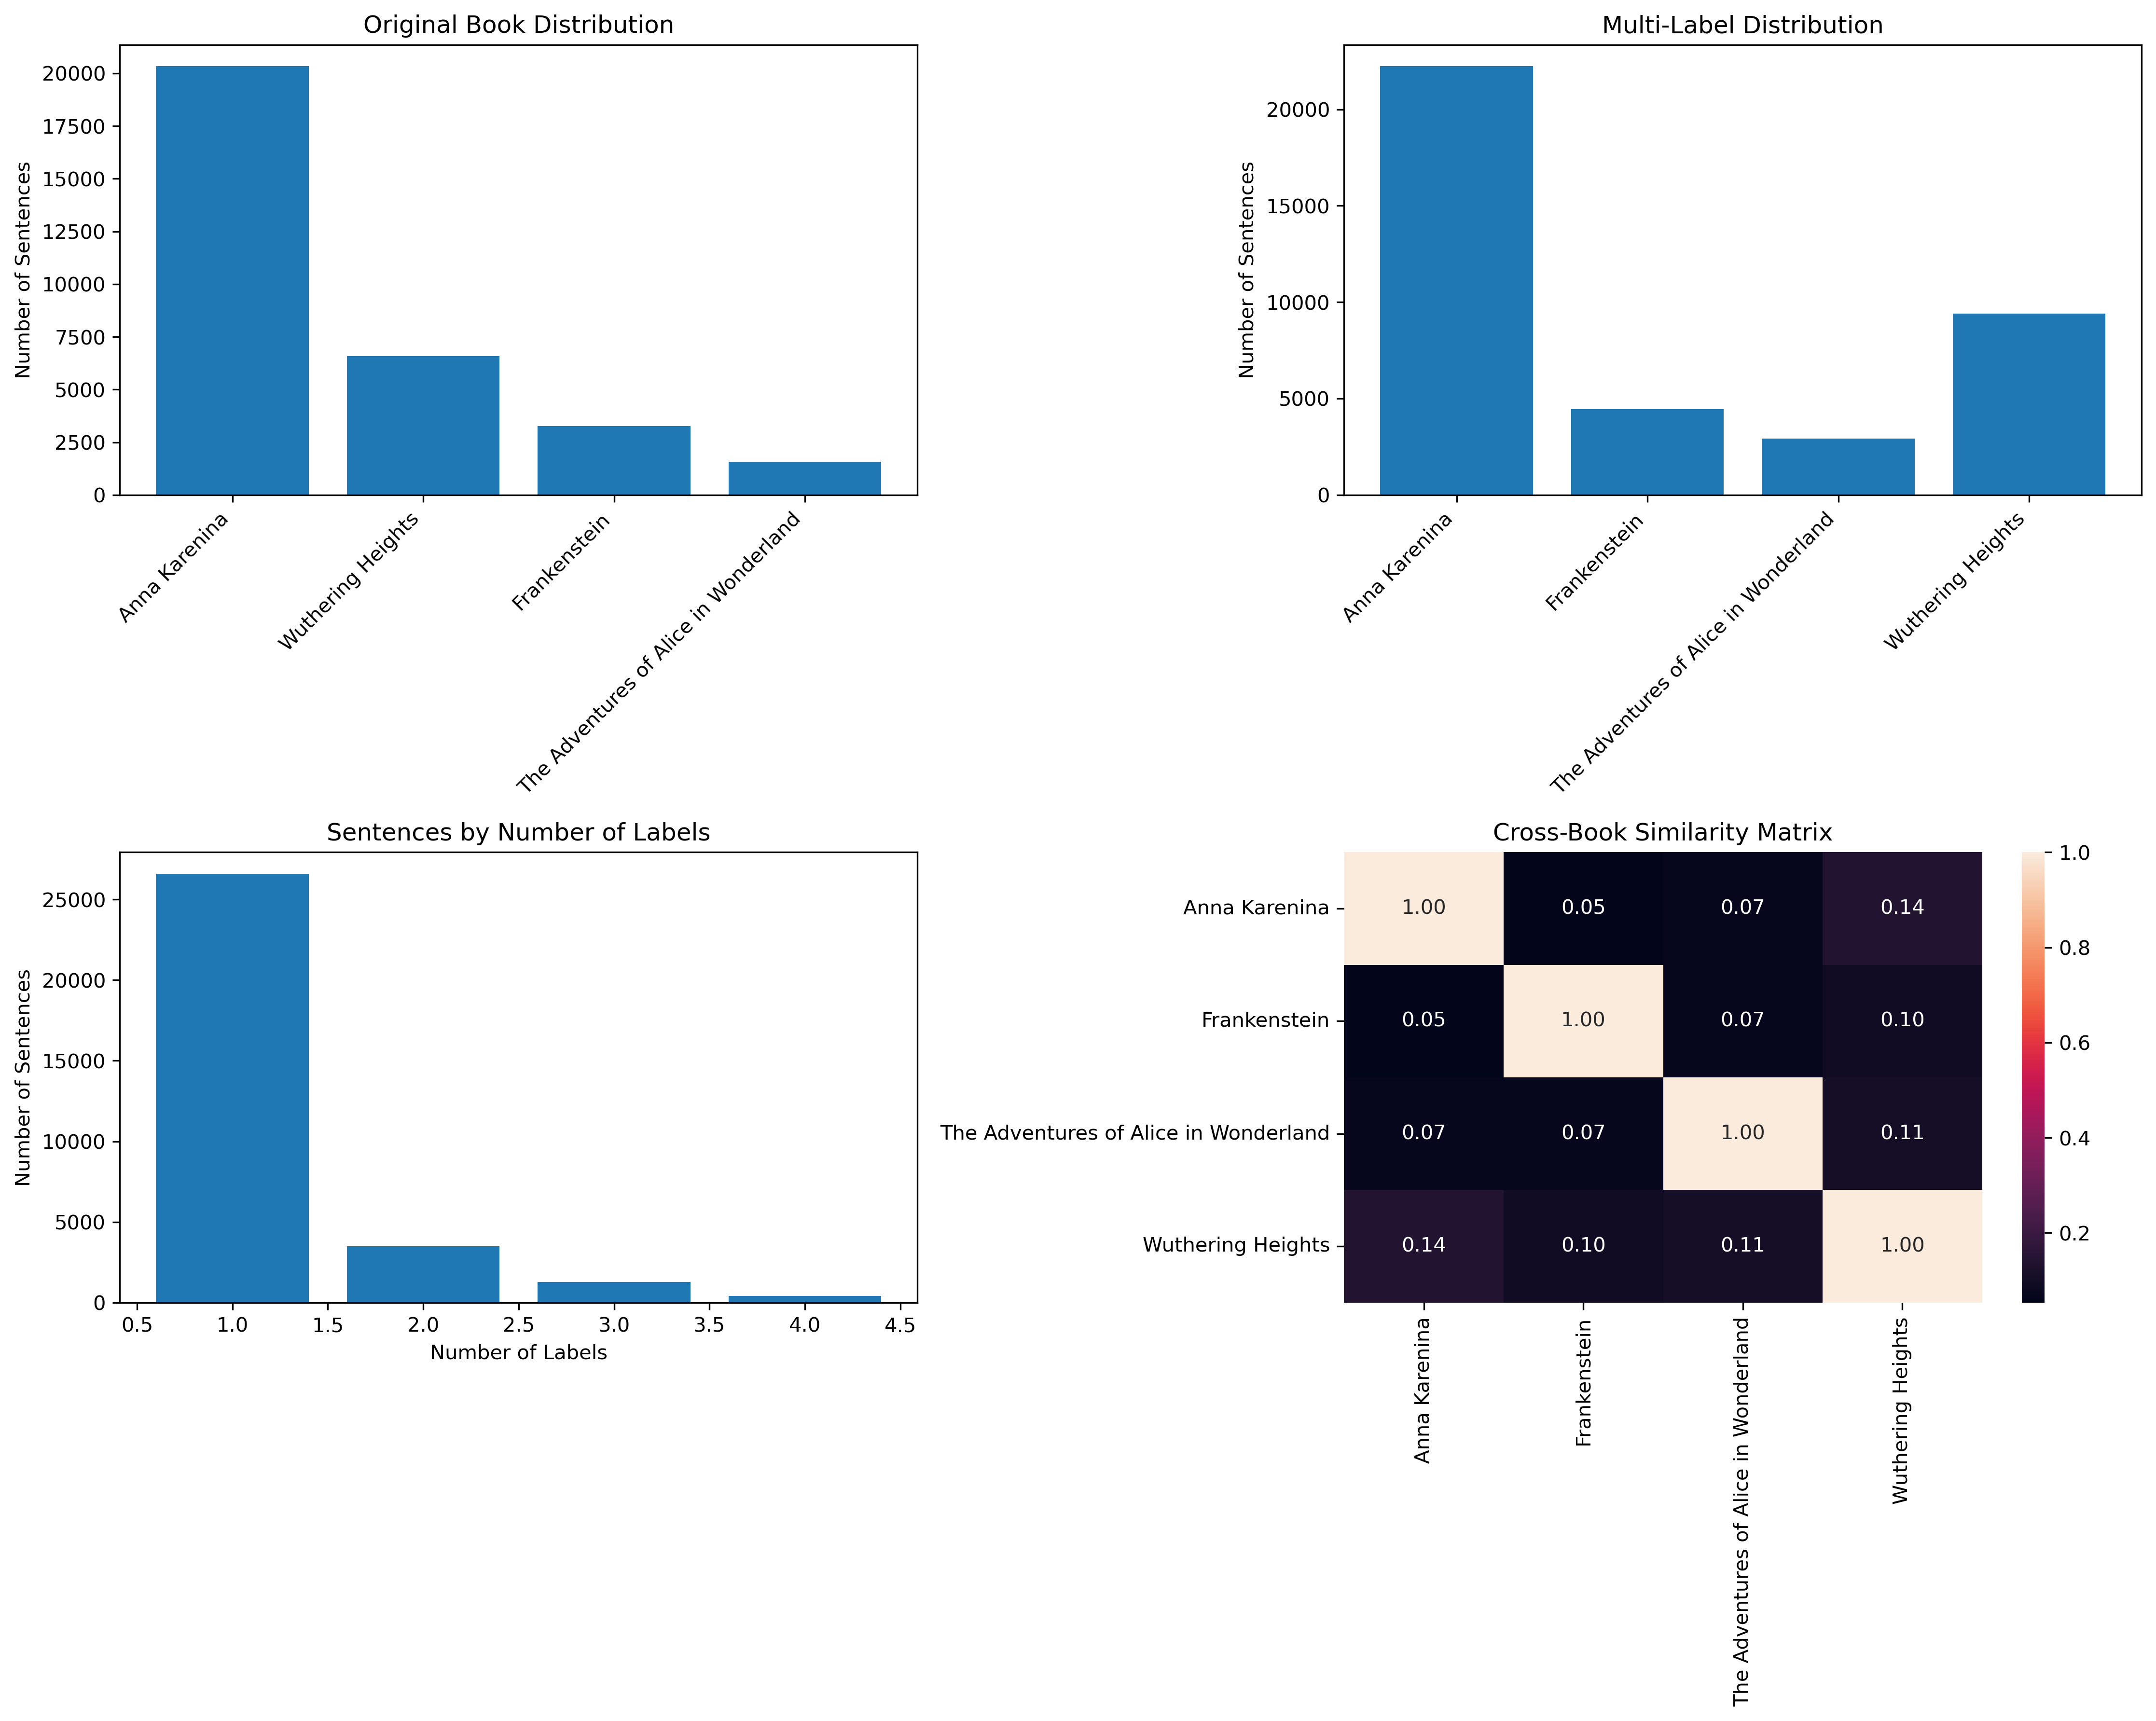 Original Book Distribution
Number of Sentences
20000
17500
15000
12500
10000
7500
5000
2500
0
Anna Karenina
Wuthering Heights
Frankenstein
The Adventures of Alice in Wonderland
Multi-Label Distribution
Number of Sentences
20000
15000
10000
5000
0
Anna Karenina
Frankenstein
The Adventures of Alice in Wonderland
Wuthering Heights
Sentences by Number of Labels
Number of Sentences
25000
20000
15000
10000
5000
0
0.5 1.0 1.5 2.0 2.5 3.0 3.5 4.0 4.5
Number of Labels
Cross-Book Similarity Matrix
Anna Karenina 1.00 0.05 0.07 0.14
Frankenstein 0.05 1.00 0.07 0.10
The Adventures of Alice in Wonderland 0.07 0.07 1.00 0.11
Wuthering Heights 0.14 0.10 0.11 1.00
Anna Karenina
Frankenstein
The Adventures of Alice in Wonderland
Wuthering Heights
1.0
0.8
0.6
0.4
0.2